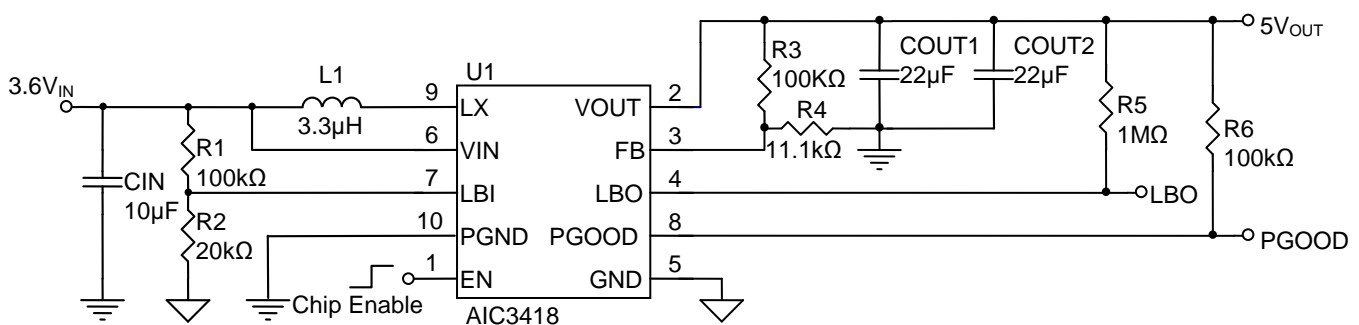 5VOUT
R3
100KΩ
COUT1
22µF
COUT2
22µF
3.6VIN
L1
3.3µH
U1
9
LX
VOUT
2
R4
11.1kΩ
R5
1MΩ
R6
100kΩ
6
VIN
FB
3
R1
100kΩ
7
LBI
LBO
4
LBO
CIN
10µF
R2
20kΩ
10
PGND
PGOOD
8
PGOOD
1
EN
GND
5
Chip Enable
AIC3418